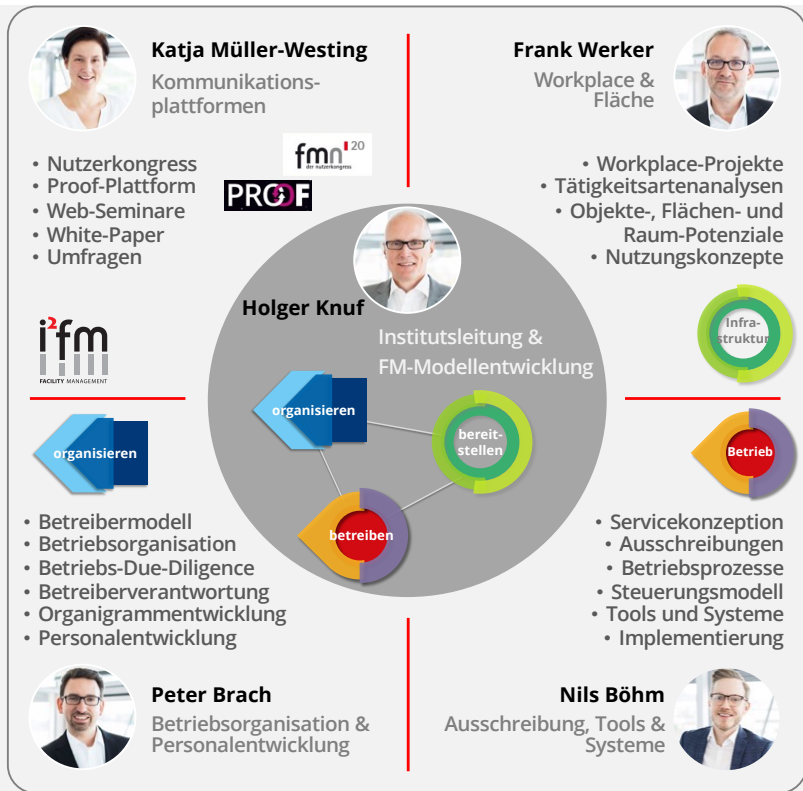 Katja Müller-Westing
Kommunikations-
plattformen
fmn'20
der nutzerkongress
PROOF
• Nutzerkongress
• Proof-Plattform
• Web-Seminare
• White-Paper
• Umfragen
Frank Werker
Workplace &
Fläche
• Workplace-Projekte
• Tätigkeitsartenanalysen
• Objekte-, Flächen- und
Raum-Potenziale
• Nutzungskonzepte
Holger Knuf
Institutsleitung &
FM-Modellentwicklung
organisieren
bereit-
stellen
betreiben
i²fm
FACILITY MANAGEMENT
Infra-
struktur
organisieren
Betrieb
• Betreibermodell
• Betriebsorganisation
• Betriebs-Due-Diligence
• Betreiberverantwortung
• Organigrammentwicklung
• Personalentwicklung
• Servicekonzeption
• Ausschreibungen
• Betriebsprozesse
• Steuerungsmodell
• Tools und Systeme
• Implementierung
Peter Brach
Betriebsorganisation &
Personalentwicklung
Nils Böhm
Ausschreibung, Tools &
Systeme